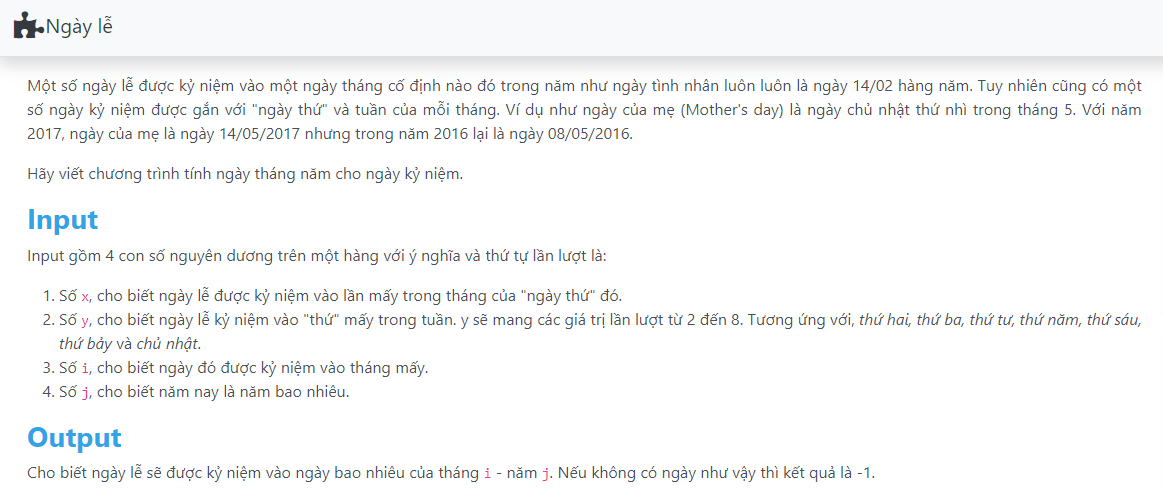 Ngày lễ
Một số ngày lễ được kỷ niệm vào một ngày tháng cố định nào đó trong năm như ngày tình nhân luôn luôn là ngày 14/02 hàng năm. Tuy nhiên cũng có một
số ngày kỷ niệm được gắn với "ngày thứ" và tuần của mỗi tháng. Ví dụ như ngày của mẹ (Mother's day) là ngày chủ nhật thứ nhì trong tháng 5. Với năm
2017, ngày của mẹ là ngày 14/05/2017 nhưng trong năm 2016 lại là ngày 08/05/2016.
Hãy viết chương trình tính ngày tháng năm cho ngày kỷ niệm.
Input
Input gồm 4 con số nguyên dương trên một hàng với ý nghĩa và thứ tự lần lượt là:
1. Số x, cho biết ngày lễ được kỷ niệm vào lần mấy trong tháng của "ngày thứ" đó.
2. Số y, cho biết ngày lễ kỷ niệm vào "thứ" mấy trong tuần. y sẽ mang các giá trị lần lượt từ 2 đến 8. Tương ứng với, thứ hai, thứ ba, thứ tư, thứ năm, thứ sáu,
thứ bảy và chủ nhật.
3. Số i, cho biết ngày đó được kỷ niệm vào tháng mấy.
4. Số j, cho biết năm nay là năm bao nhiêu.
Output
Cho biết ngày lễ sẽ được kỷ niệm vào ngày bao nhiêu của tháng i - năm j. Nếu không có ngày như vậy thì kết quả là -1.